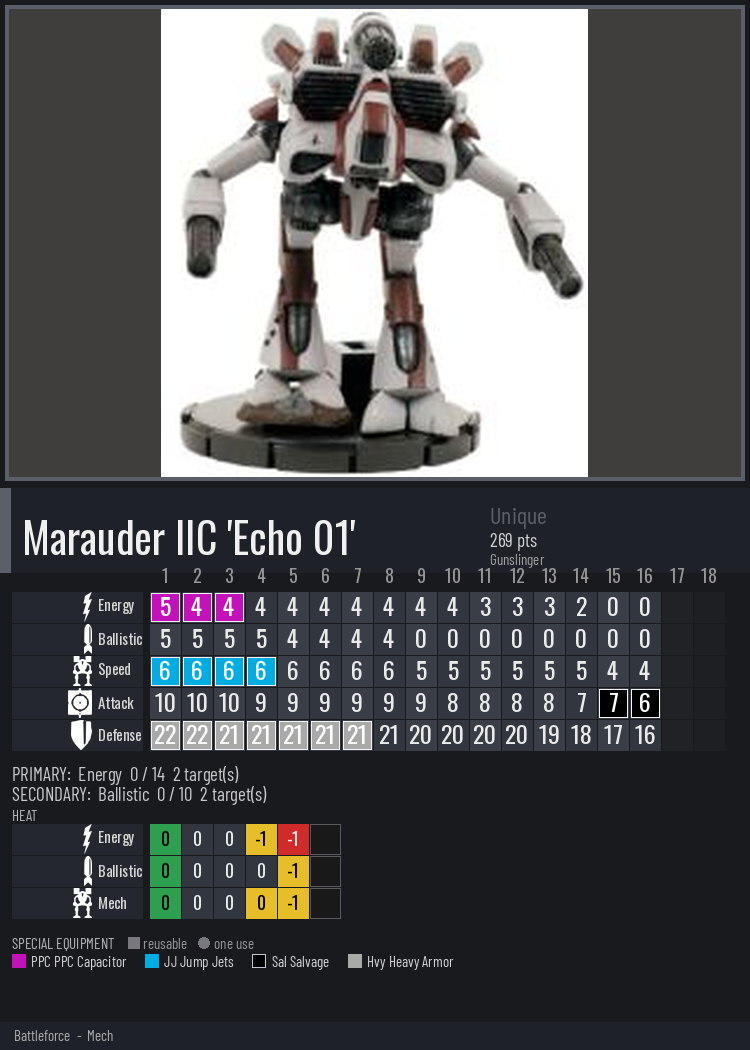 Marauder IIC 'Echo 01'
Unique
269 pts
Gunslinger
1 2 3 4 5 6 7 8 9 10 11 12 13 14 15 16 17 18
Energy 5 4 4 4 4 4 4 4 4 4 3 3 3 2 0 0
Ballistic 5 5 5 5 4 4 4 4 0 0 0 0 0 0 0 0
Speed 6 6 6 6 6 6 6 6 5 5 5 5 5 5 4 4
Attack 10 10 10 9 9 9 9 9 9 8 8 8 8 7 7 6
Defense 22 22 21 21 21 21 21 21 20 20 20 20 19 18 17 16
PRIMARY: Energy 0 / 14 2 target(s)
SECONDARY: Ballistic 0 / 10 2 target(s)
HEAT
Energy 0 0 0 -1 -1
Ballistic 0 0 0 0 -1
Mech 0 0 0 0 -1
SPECIAL EQUIPMENT reusable one use
PPC PPC Capacitor JJ Jump Jets Sal Salvage Hvy Heavy Armor
Battleforce - Mech